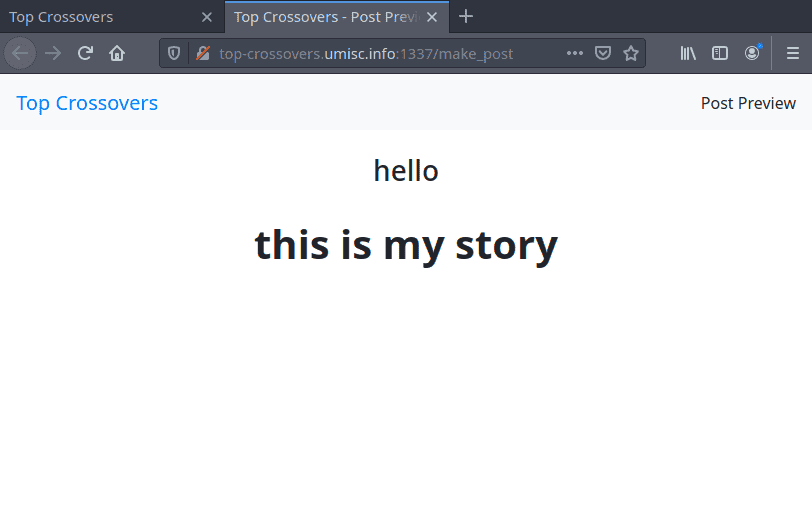 Top Crossovers
Top Crossovers - Post Previ
top-crossovers.umisc.info:1337/make_post
Top Crossovers
Post Preview
hello
this is my story